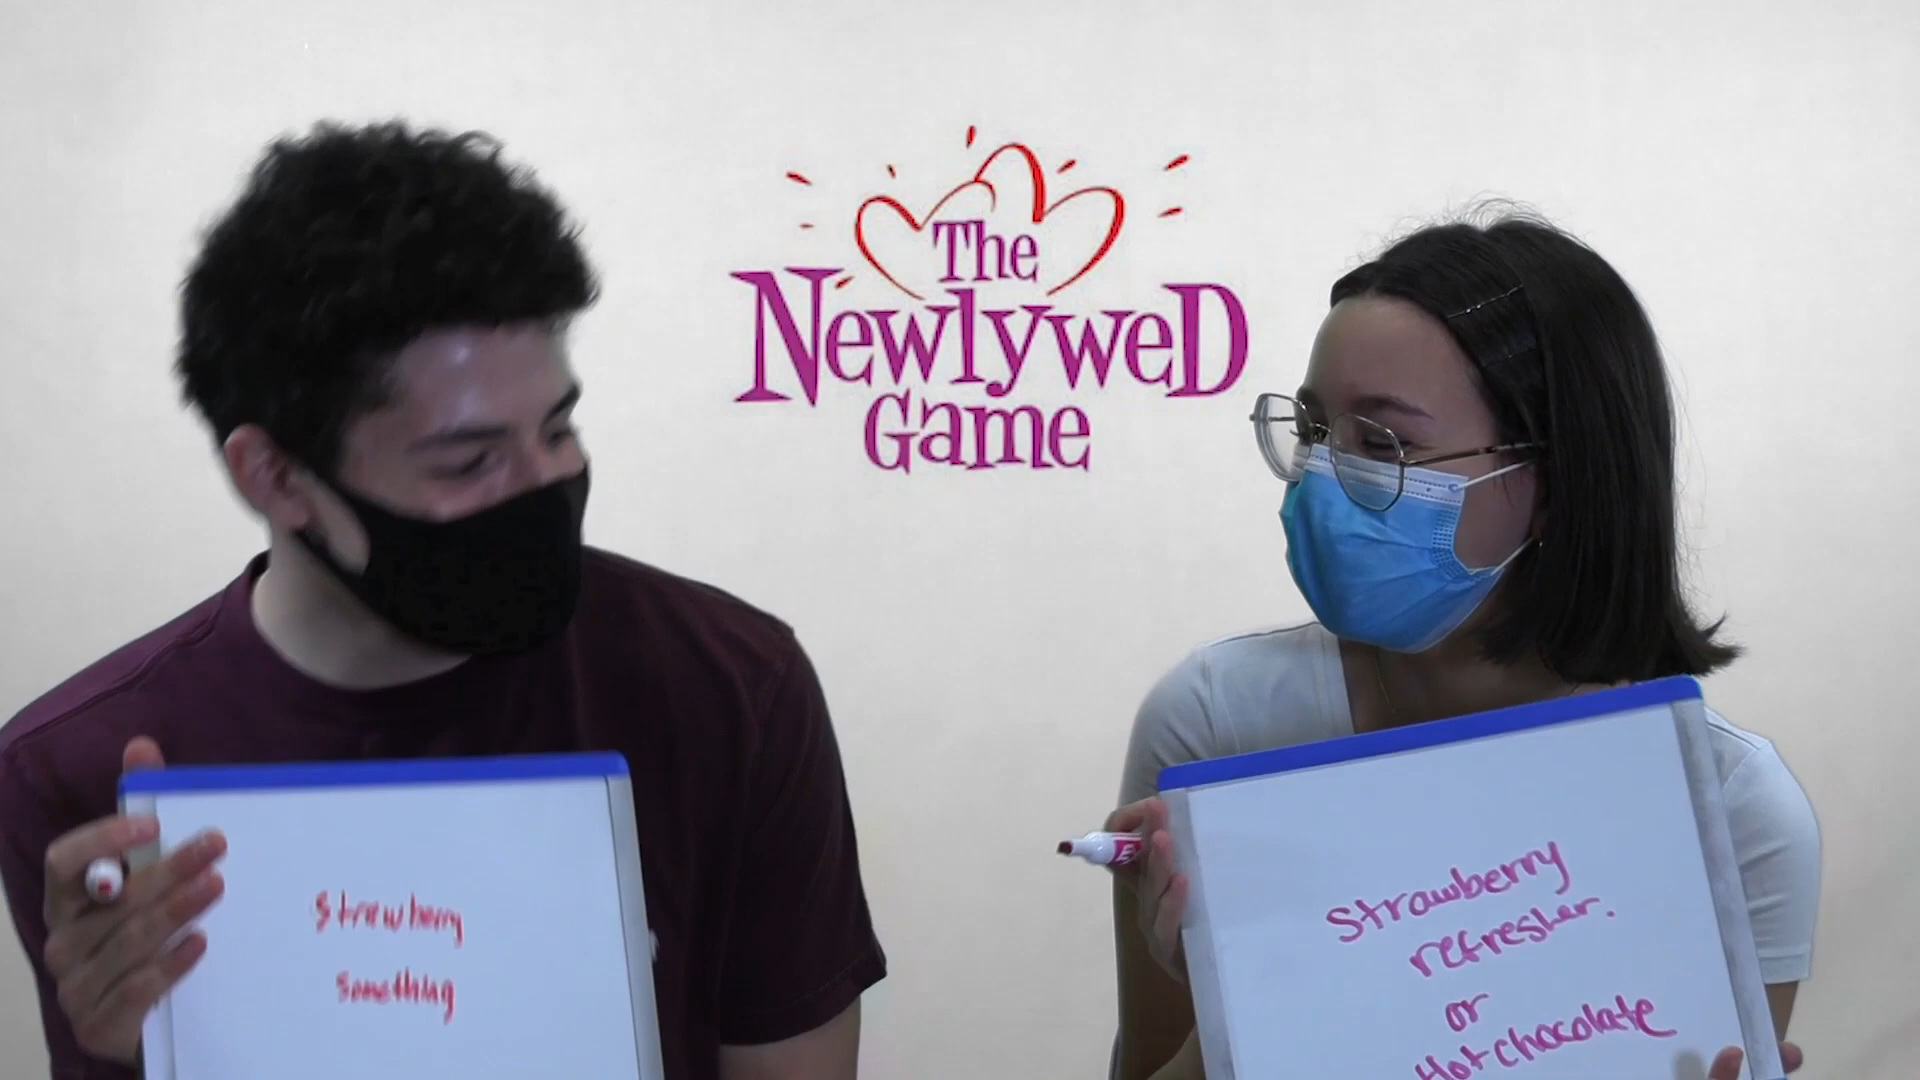 The
Newlywed
Game
Strawberry
Something
Strawberry
refresher.
or
Hot chocolate
E